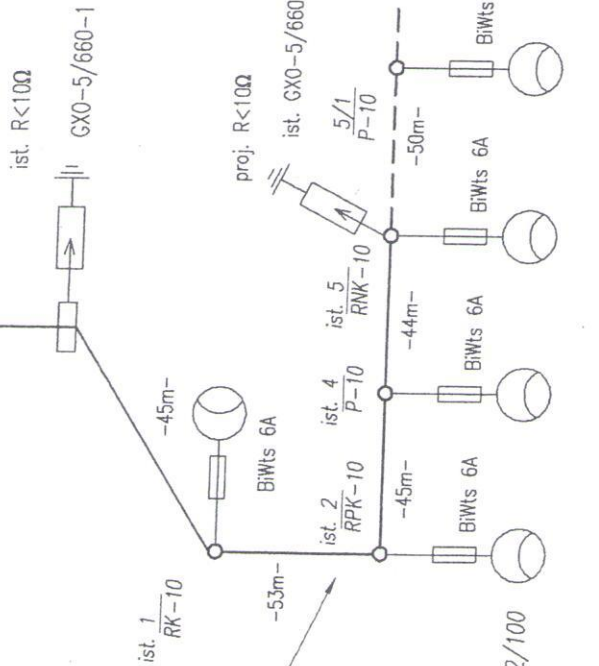 ist. R<10Ω
GXO-5/660-1
proj. R<10Ω
ist. GXO-5/660
BiWts
5/1
P-10
-50m-
BiWts 6A
ist. 5
RNK-10
-44m-
BiWts 6A
-45m-
BiWts 6A
ist. 4
P-10
ist. 2
RPK-10
-45m-
BiWts 6A
ist. 1
RK-10
-53m-
/100